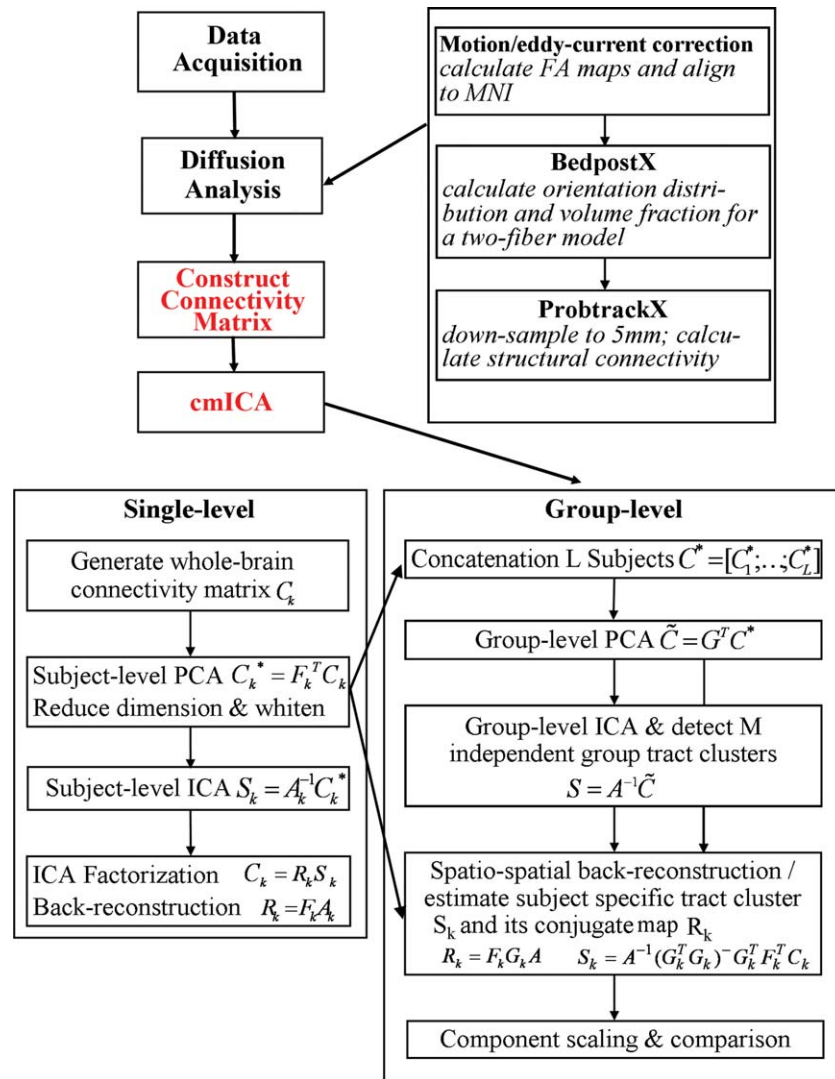 Data
Acquisition
Diffusion
Analysis
Construct
Connectivity
Matrix
cmICA
Motion/eddy-current correction
calculate FA maps and align
to MNI
BedpostX
calculate orientation distri-
bution and volume fraction for
a two-fiber model
ProbtrackX
down-sample to 5mm; calcu-
late structural connectivity
Single-level
Generate whole-brain
connectivity matrix C_k
Subject-level PCA C_k^* = F_k^T C_k
Reduce dimension & whiten
Subject-level ICA S_k = A_k^{-1} C_k^*
ICA Factorization C_k = R_k S_k
Back-reconstruction R_k = F_k A_k
Group-level
Concatenation L Subjects C^* = [C_1^*;...;C_L^*]
Group-level PCA C̃ = G^T C^*
Group-level ICA & detect M
independent group tract clusters
S = A^{-1} C̃
Spatio-spatial back-reconstruction /
estimate subject specific tract cluster
S_k and its conjugate map R_k
R_k = F_k G_k A S_k = A^{-1} (G_k^T G_k)^- G_k^T F_k^T C_k
Component scaling & comparison